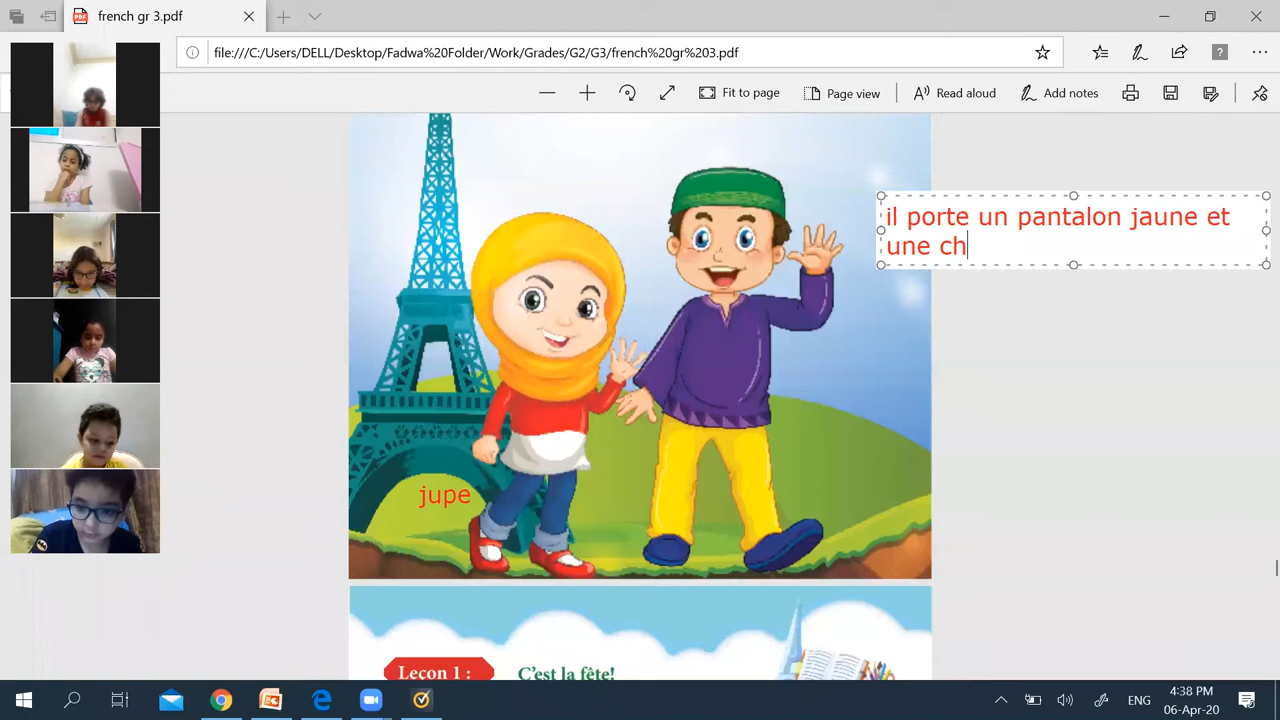 french gr 3.pdf
file:///C:/Users/DELL/Desktop/Fadwa%20Folder/Work/Grades/G2/G3/french%20gr%203.pdf
Fit to page
Page view
Read aloud
Add notes
il porte un pantalon jaune et
une ch
jupe
Leçon 1 :
C'est la fête!
ENG
4:38 PM
06-Apr-20